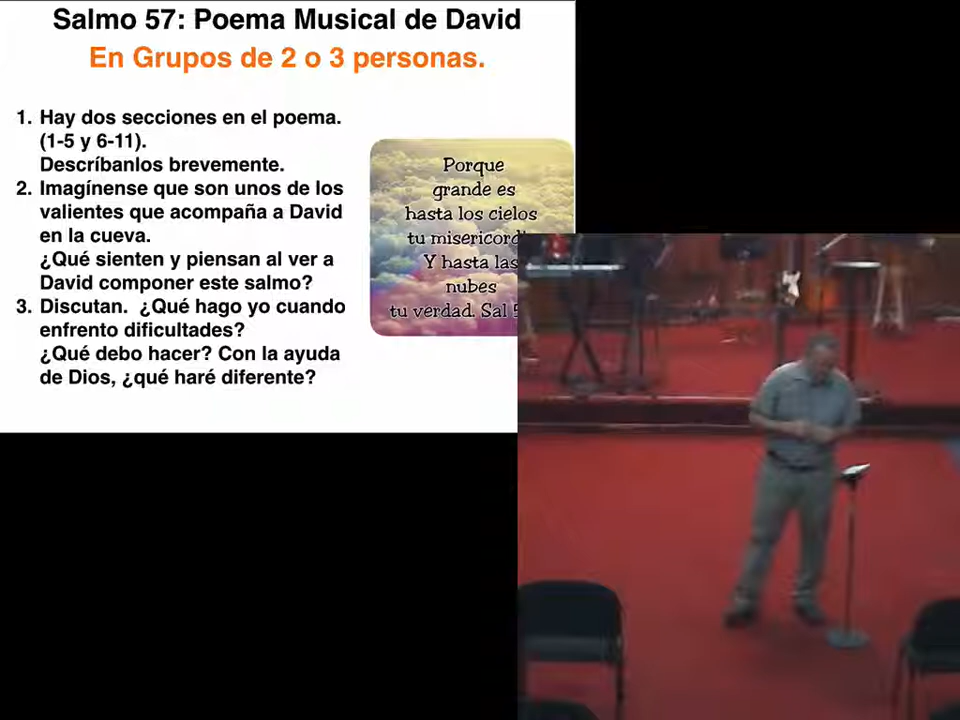 Salmo 57: Poema Musical de David
En Grupos de 2 o 3 personas.
1. Hay dos secciones en el poema.
(1-5 y 6-11).
Descríbanlos brevemente.
2. Imagínense que son unos de los
valientes que acompaña a David
en la cueva.
¿Qué sienten y piensan al ver a
David componer este salmo?
3. Discutan. ¿Qué hago yo cuando
enfrento dificultades?
¿Qué debo hacer? Con la ayuda
de Dios, ¿qué haré diferente?
Porque
grande es
hasta los cielos
tu
Y hasta las
nubes
tu verdad. Sal